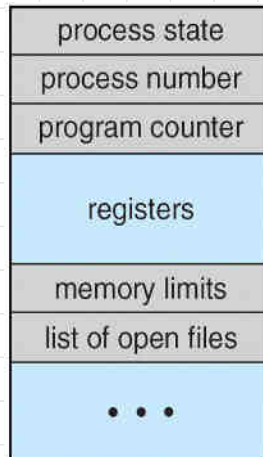 process state
process number
program counter
registers
memory limits
list of open files
• • •